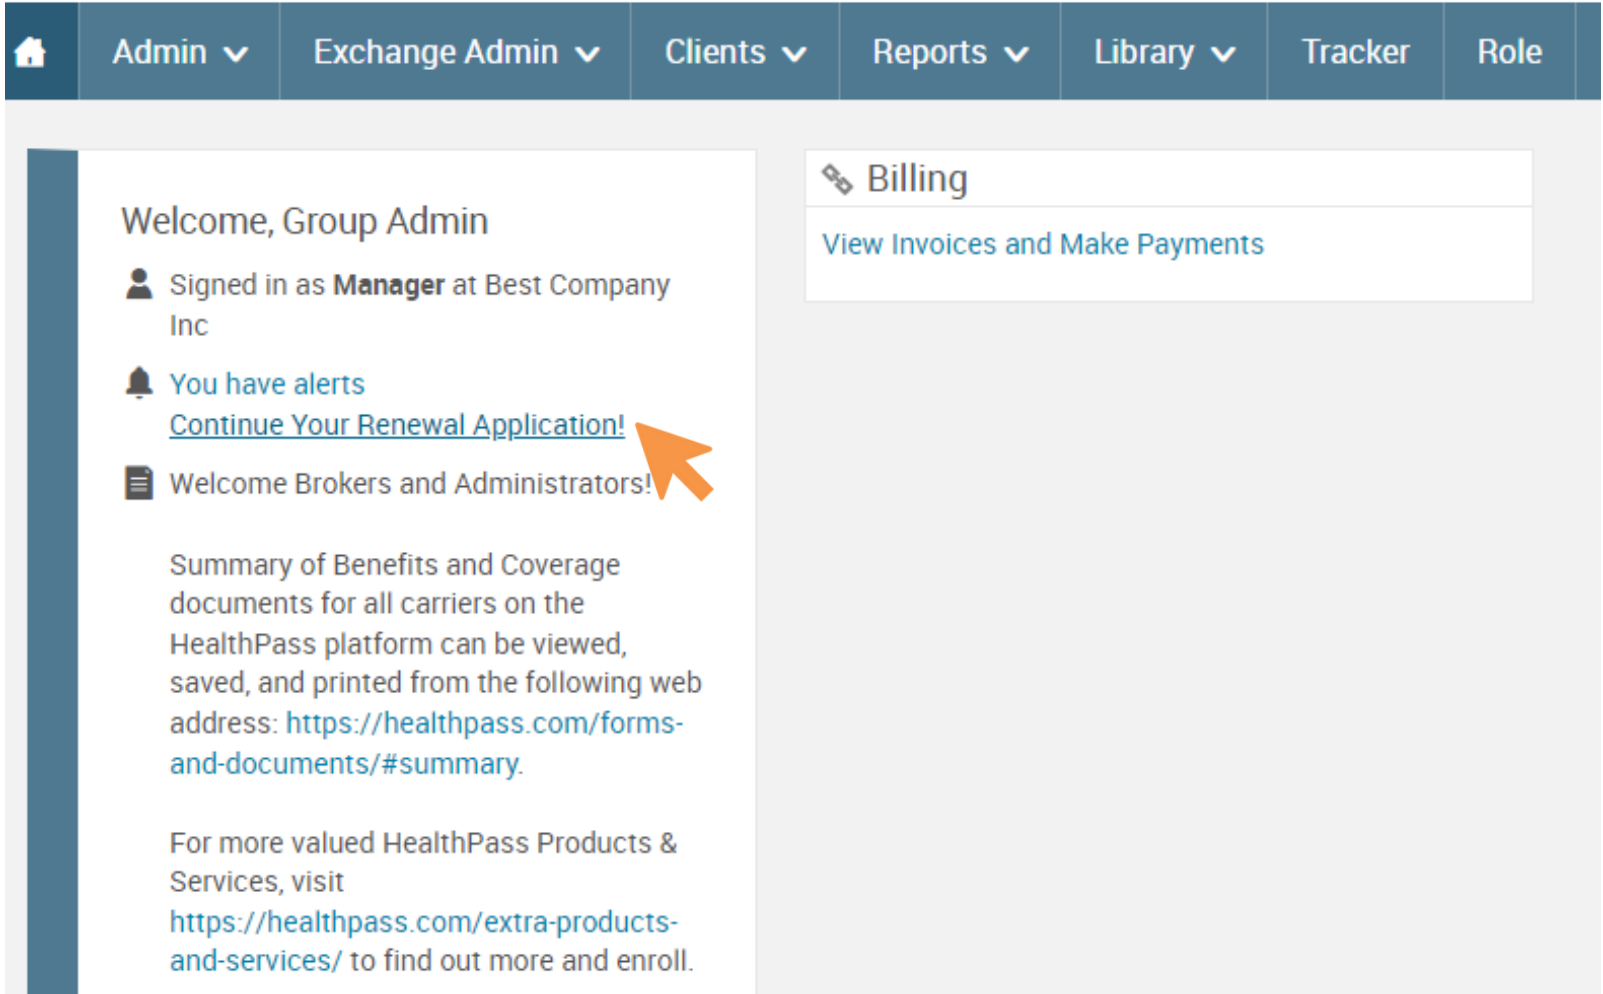 Admin
Exchange Admin
Clients
Reports
Library
Tracker
Role
Welcome, Group Admin
Signed in as Manager at Best Company
Inc
You have alerts
Continue Your Renewal Application!
Welcome Brokers and Administrators!
Summary of Benefits and Coverage
documents for all carriers on the
HealthPass platform can be viewed,
saved, and printed from the following web
address: https://healthpass.com/forms-
and-documents/#summary.
For more valued HealthPass Products &
Services, visit
https://healthpass.com/extra-products-
and-services/ to find out more and enroll.
Billing
View Invoices and Make Payments